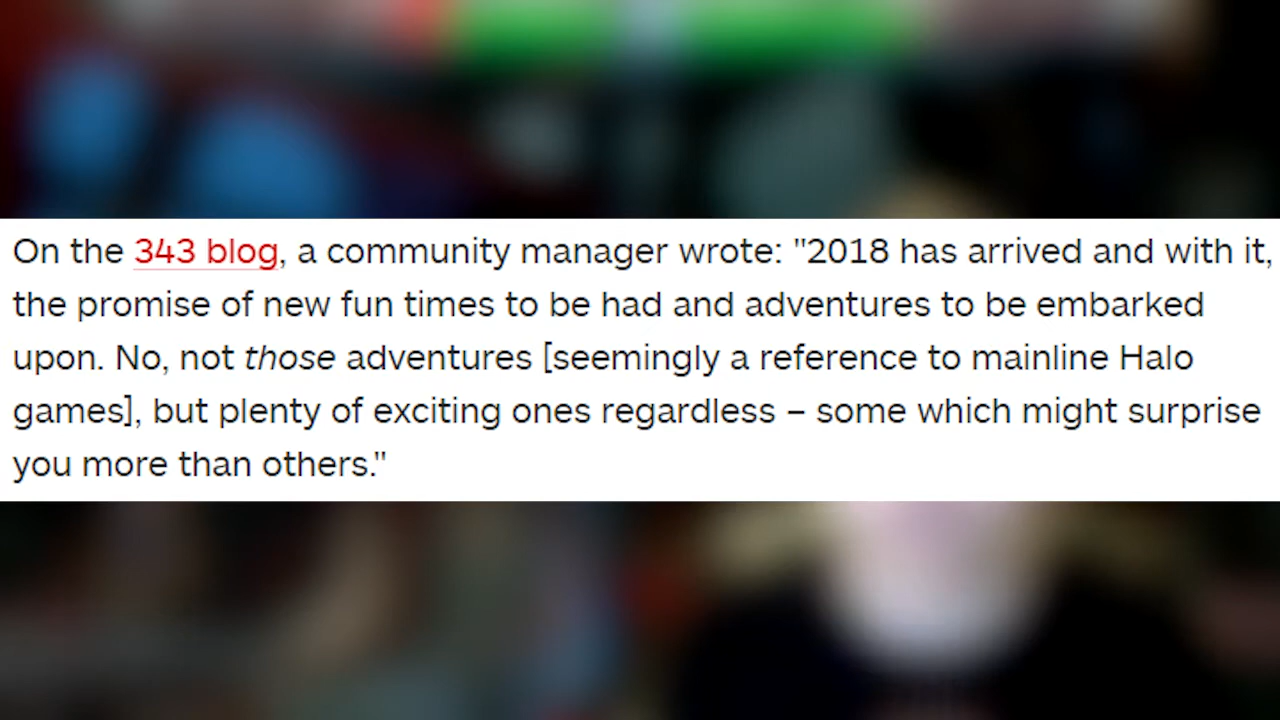 On the 343 blog, a community manager wrote: "2018 has arrived and with it,
the promise of new fun times to be had and adventures to be embarked
upon. No, not those adventures [seemingly a reference to mainline Halo
games], but plenty of exciting ones regardless – some which might surprise
you more than others."